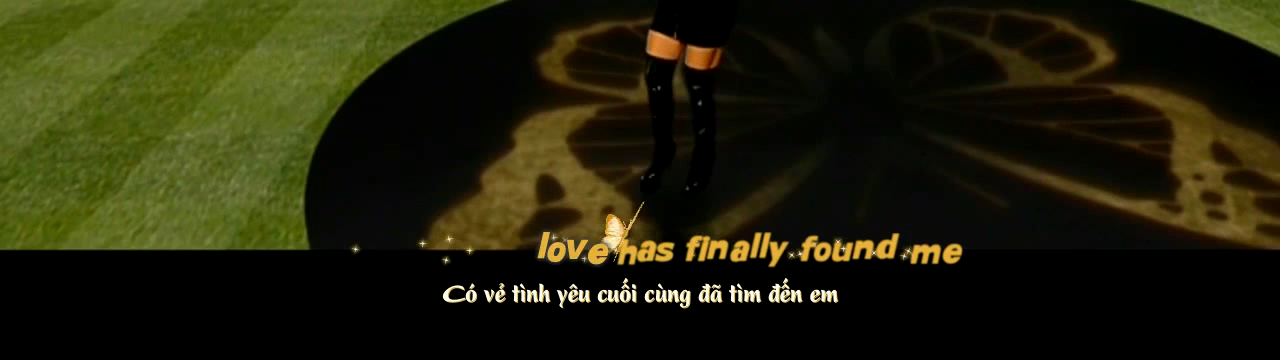 love has finally found me
Có vẻ tình yêu cuối cùng đã tìm đến em